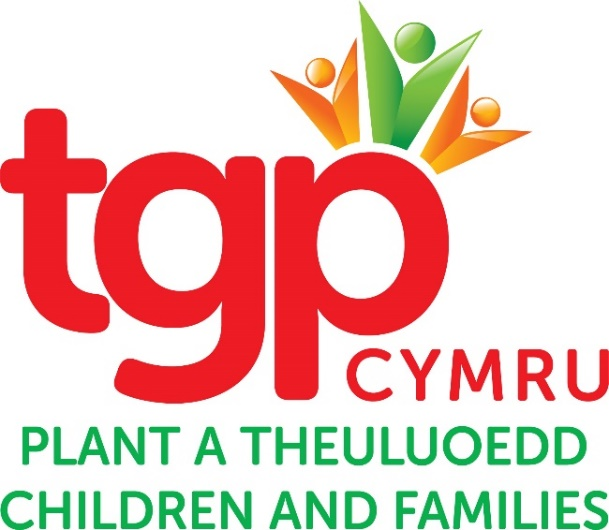 tgp
CYMRU
PLANT A THEULUOEDD
CHILDREN AND FAMILIES